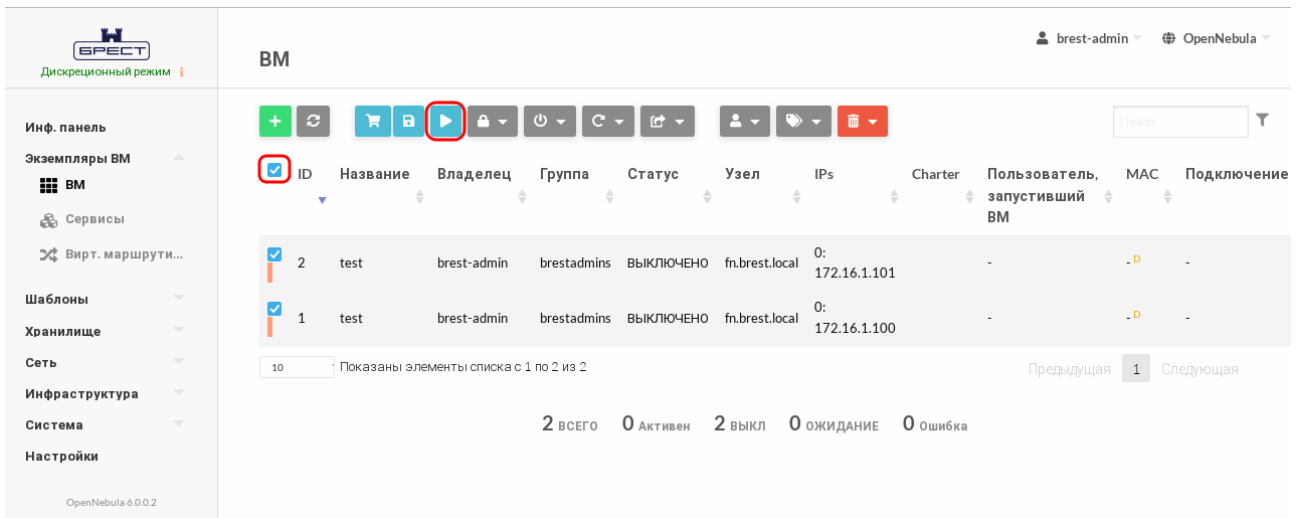 БРЕСТ
Дискреционный режим i
brest-admin
OpenNebula
ВМ
Инф. панель
Экземпляры ВМ
ВМ
Сервисы
Вирт. маршрути...
Шаблоны
Хранилище
Сеть
Инфраструктура
Система
Настройки
OpenNebula 6.0.0.2
Поиск
ID Название Владелец Группа Статус Узел IPs Charter Пользователь, MAC Подключение
запустивший
ВМ
2 test brest-admin brestadmins ВЫКЛЮЧЕНО fn.brest.local 0: - - D -
172.16.1.101
1 test brest-admin brestadmins ВЫКЛЮЧЕНО fn.brest.local 0: - - D -
172.16.1.100
10 Показаны элементы списка с 1 по 2 из 2
Предыдущая 1 Следующая
2 ВСЕГО 0 Активен 2 ВЫКЛ 0 ОЖИДАНИЕ 0 Ошибка